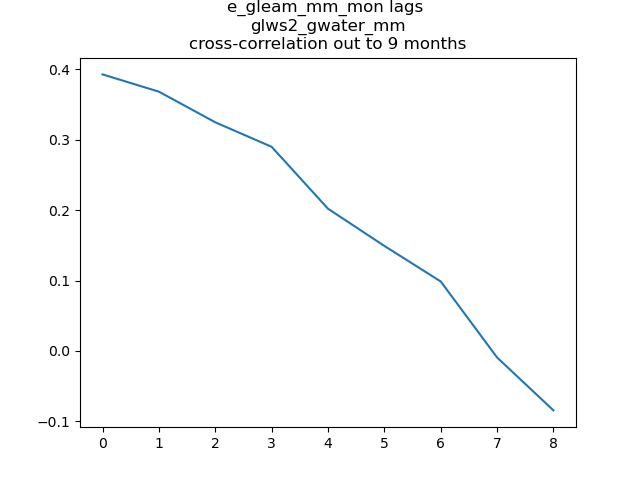 e_gleam_mm_mon lags
glws2_gwater_mm
cross-correlation out to 9 months
0.4
0.3
0.2
0.1
0.0
−0.1
0 1 2 3 4 5 6 7 8